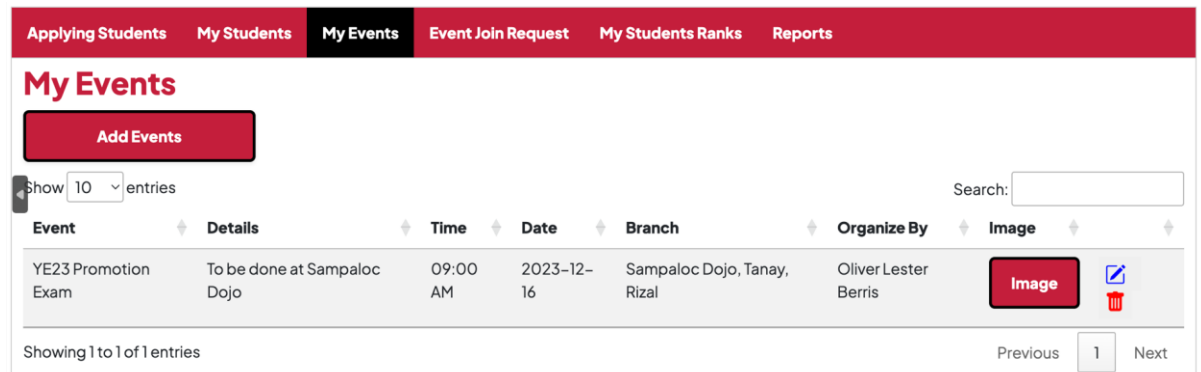 Applying Students My Students My Events Event Join Request My Students Ranks Reports
My Events
Add Events
Show 10 entries
Search:
Event Details Time Date Branch Organize By Image
YE23 Promotion To be done at Sampaloc 09:00 2023-12- Sampaloc Dojo, Tanay, Oliver Lester Image
Exam Dojo AM 16 Rizal Berris
Showing 1 to 1 of 1 entries Previous 1 Next